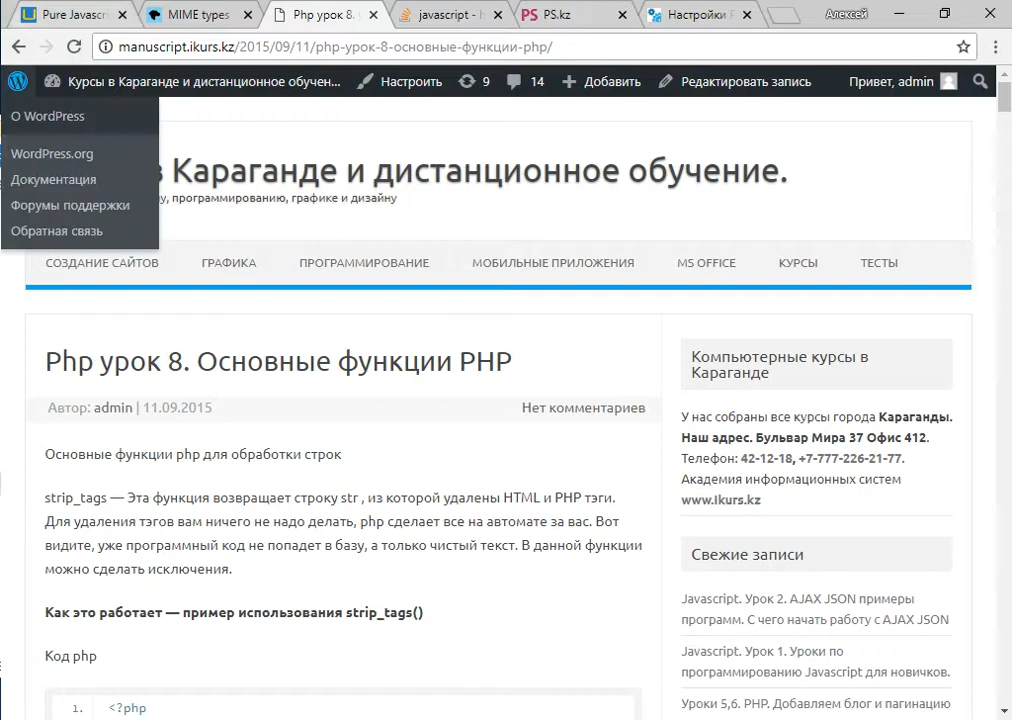 Pure Javasc
MIME types
Php урок 8.
javascript - h
PS PS.kz
Настройки
Алексей
manuscript.ikurs.kz/2015/09/11/php-урок-8-основные-функции-php/
Курсы в Караганде и дистанционное обучен...
Настроить
9
14
Добавить
Редактировать запись
Привет, admin
О WordPress
WordPress.org
Документация
Форумы поддержки
Обратная связь
в Караганде и дистанционное обучение.
у, программированию, графике и дизайну
СОЗДАНИЕ САЙТОВ
ГРАФИКА
ПРОГРАММИРОВАНИЕ
МОБИЛЬНЫЕ ПРИЛОЖЕНИЯ
MS OFFICE
КУРСЫ
ТЕСТЫ
Php урок 8. Основные функции PHP
Автор: admin | 11.09.2015
Нет комментариев
Основные функции php для обработки строк
strip_tags — Эта функция возвращает строку str , из которой удалены HTML и PHP тэги.
Для удаления тэгов вам ничего не надо делать, php сделает все на автомате за вас. Вот
видите, уже программный код не попадет в базу, а только чистый текст. В данной функции
можно сделать исключения.
Как это работает — пример использования strip_tags()
Код php
1. <?php
Компьютерные курсы в
Караганде
У нас собраны все курсы города Караганды.
Наш адрес. Бульвар Мира 37 Офис 412.
Телефон: 42-12-18, +7-777-226-21-77.
Академия информационных систем
www.ikurs.kz
Свежие записи
Javascript. Урок 2. AJAX JSON примеры
программ. С чего начать работу с AJAX JSON
Javascript. Урок 1. Уроки по
программированию Javascript для новичков.
Уроки 5,6. PHP. Добавляем блог и пагинацию